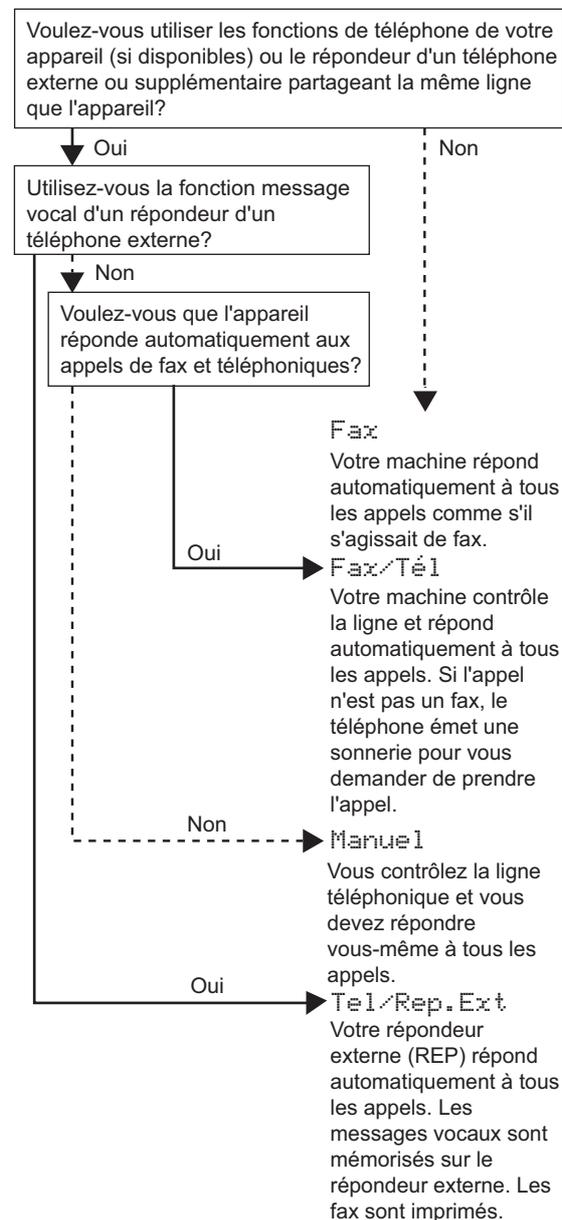 Voulez-vous utiliser les fonctions de téléphone de votre
appareil (si disponibles) ou le répondeur d'un téléphone
externe ou supplémentaire partageant la même ligne
que l'appareil?
Oui
Non
Utilisez-vous la fonction message
vocal d'un répondeur d'un
téléphone externe?
Non
Voulez-vous que l'appareil
réponde automatiquement aux
appels de fax et téléphoniques?
Fax
Votre machine répond
automatiquement à tous
les appels comme s'il
s'agissait de fax.
Oui
Fax/Tél
Votre machine contrôle
la ligne et répond
automatiquement à tous
les appels. Si l'appel
n'est pas un fax, le
téléphone émet une
sonnerie pour vous
demander de prendre
l'appel.
Non
Manuel
Vous contrôlez la ligne
téléphonique et vous
devez répondre
vous-même à tous les
appels.
Oui
Tel/Rep.Ext
Votre répondeur
externe (REP) répond
automatiquement à tous
les appels. Les
messages vocaux sont
mémorisés sur le
répondeur externe. Les
fax sont imprimés.